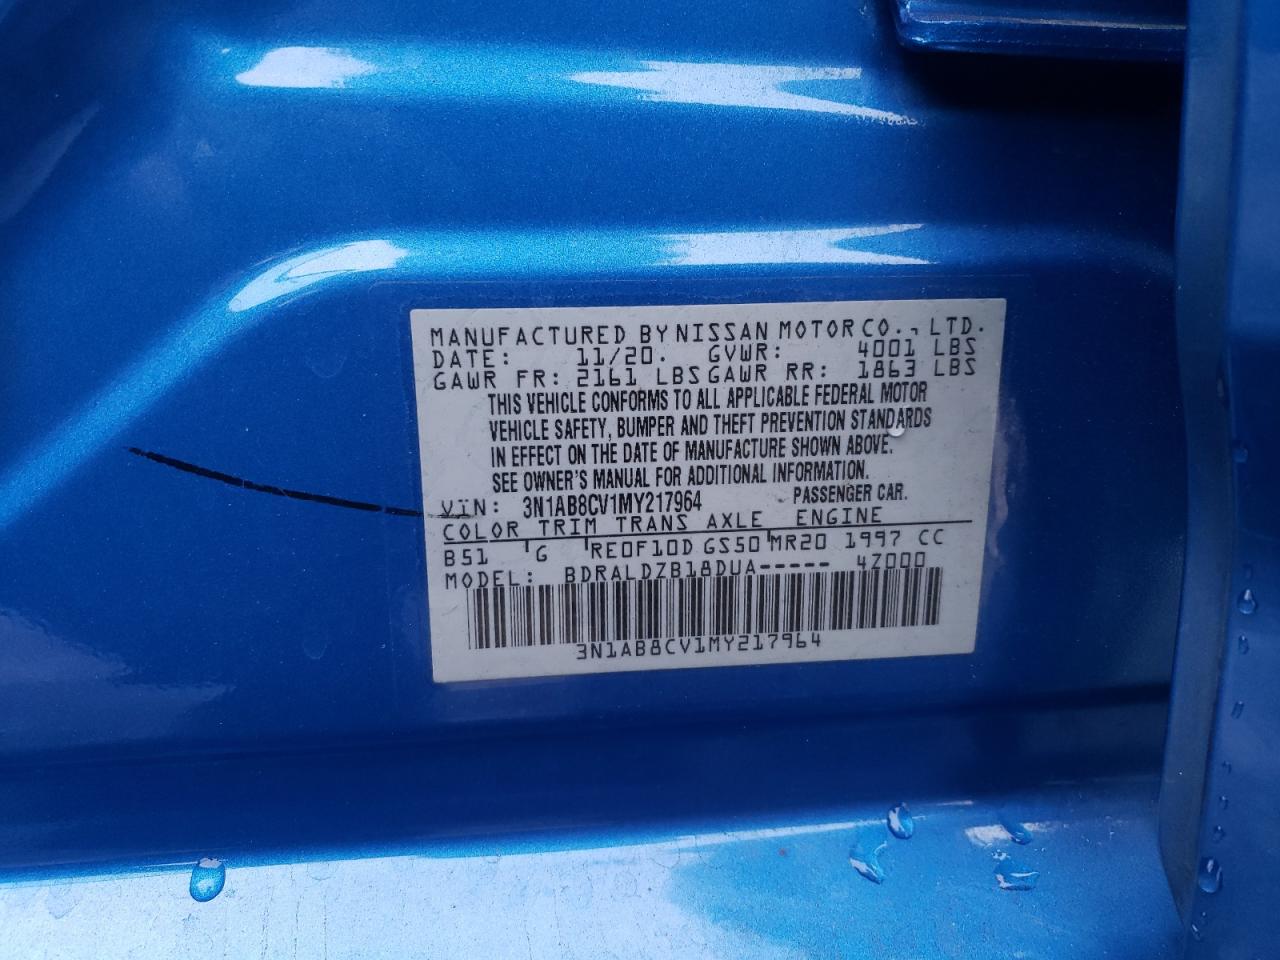 MANUFACTURED BY NISSAN MOTOR CO., LTD.
DATE: 11/20. GVWR: 4001 LBS
GAWR FR: 2161 LBS GAWR RR: 1863 LBS
THIS VEHICLE CONFORMS TO ALL APPLICABLE FEDERAL MOTOR
VEHICLE SAFETY, BUMPER AND THEFT PREVENTION STANDARDS
IN EFFECT ON THE DATE OF MANUFACTURE SHOWN ABOVE.
SEE OWNER'S MANUAL FOR ADDITIONAL INFORMATION.
VIN: 3N1AB8CV1MY217964 PASSENGER CAR.
COLOR TRIM TRANS AXLE ENGINE
B51 G RE0F10D GS50 MR20 1997 CC
MODEL: BDRALDZB18DUA----- 4Z000
3N1AB8CV1MY217964